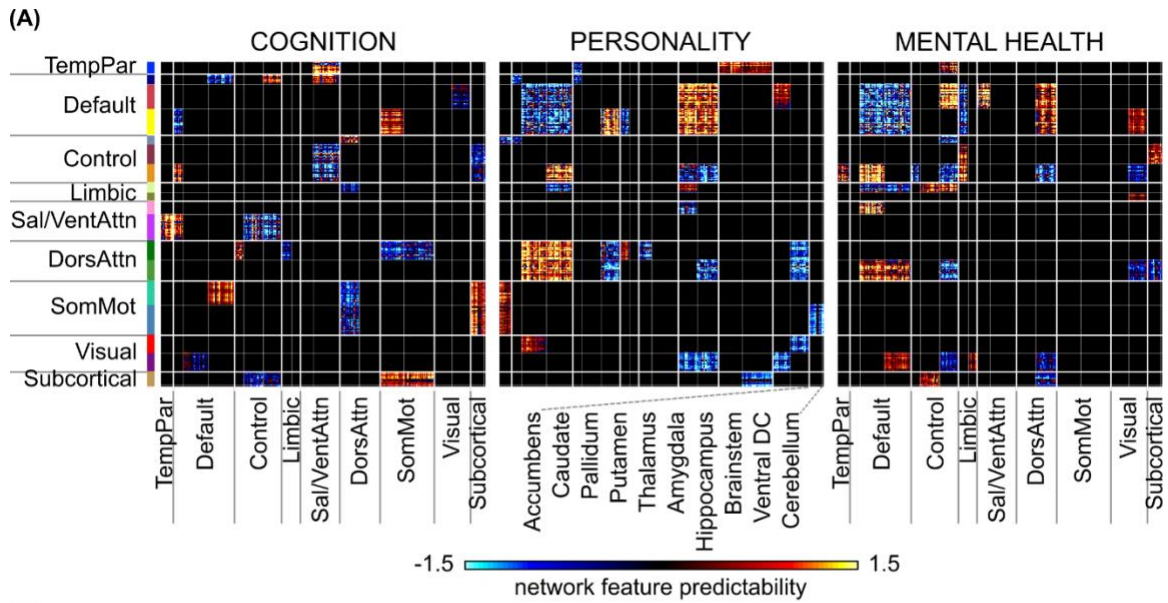 (A)
COGNITION
PERSONALITY
MENTAL HEALTH
TempPar
Default
Control
Limbic
Sal/VentAttn
DorsAttn
SomMot
Visual
Subcortical
TempPar
Default
Control
Limbic
Sal/VentAttn
DorsAttn
SomMot
Visual
Subcortical
Accumbens
Caudate
Pallidum
Putamen
Thalamus
Amygdala
Hippocampus
Brainstem
Ventral DC
Cerebellum
TempPar
Default
Control
Limbic
Sal/VentAttn
DorsAttn
SomMot
Visual
Subcortical
-1.5 1.5
network feature predictability